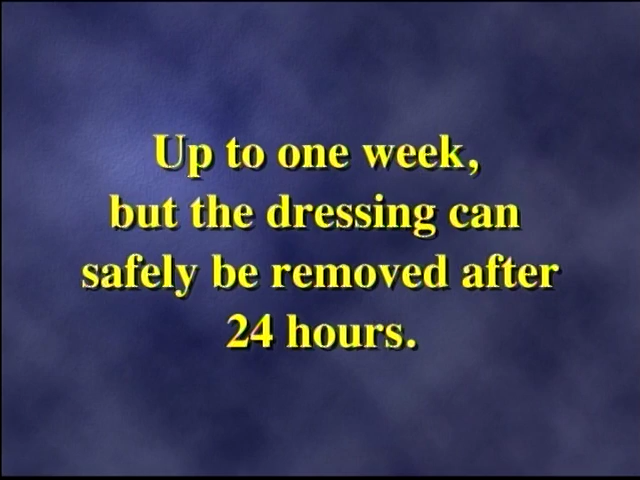 Up to one week,
but the dressing can
safely be removed after
24 hours.